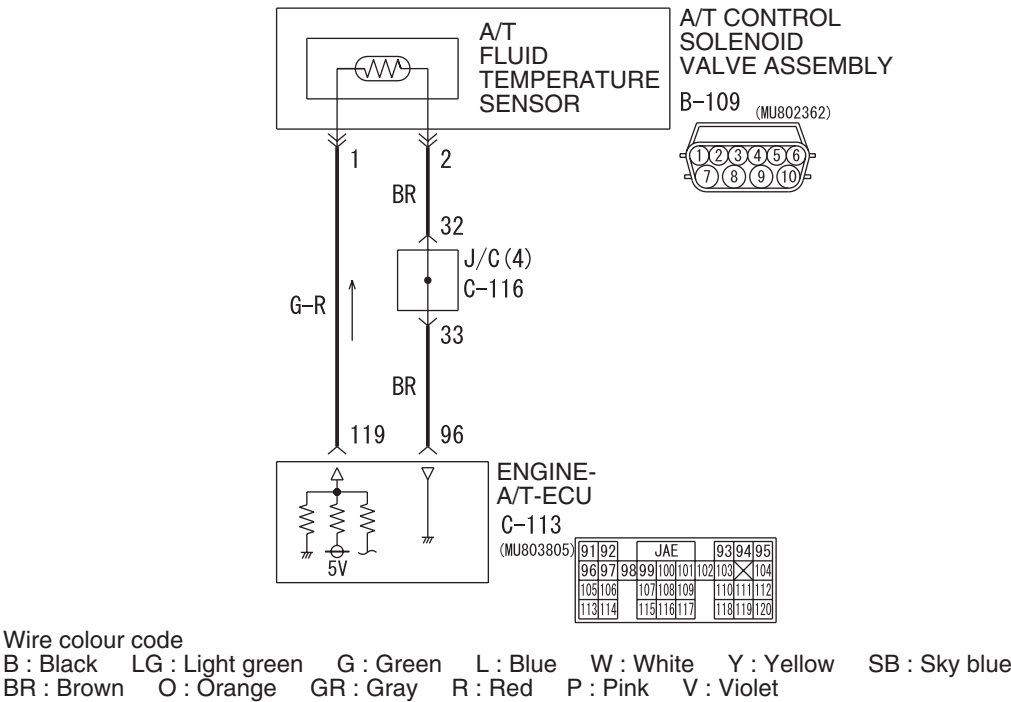 A/T
FLUID
TEMPERATURE
SENSOR
A/T CONTROL
SOLENOID
VALVE ASSEMBLY
B-109 (MU802362)
1 2 3 4 5 6
7 8 9 10
1 2
BR
32
J/C(4)
C-116
G-R
33
BR
119 96
ENGINE-
A/T-ECU
C-113
(MU803805)
5V
91 92 JAE 93 94 95
96 97 98 99 100 101 102 103 104
105 106 107 108 109 110 111 112
113 114 115 116 117 118 119 120
Wire colour code
B : Black LG : Light green G : Green L : Blue W : White Y : Yellow SB : Sky blue
BR : Brown O : Orange GR : Gray R : Red P : Pink V : Violet